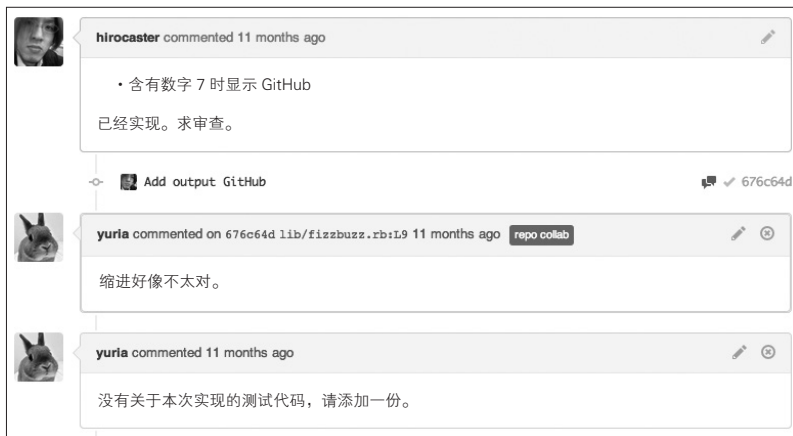 hirocaster commented 11 months ago
• 含有数字 7 时显示 GitHub
已经实现。求审查。
Add output GitHub 676c64d
yuria commented on 676c64d lib/fizzbuzz.rb:L9 11 months ago repo collab
缩进好像不太对。
yuria commented 11 months ago
没有关于本次实现的测试代码，请添加一份。